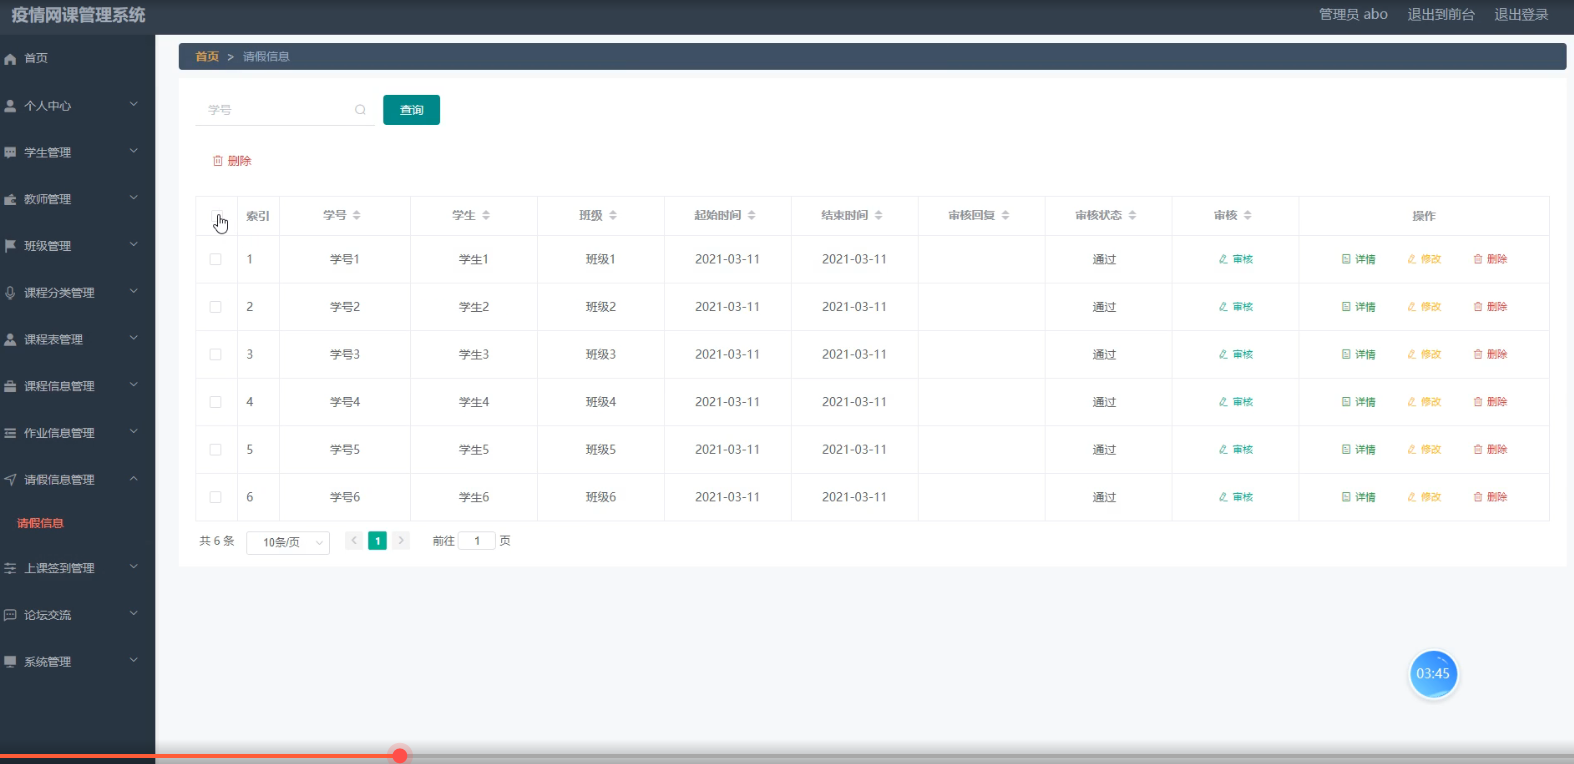 疫情网课管理系统
管理员 abo 退出到前台 退出登录
首页
个人中心
学生管理
教师管理
班级管理
课程分类管理
课程表管理
课程信息管理
作业信息管理
请假信息管理
请假信息
上课签到管理
论坛交流
系统管理
首页 > 请假信息
学号 查询
删除
索引 学号 学生 班级 起始时间 结束时间 审核回复 审核状态 审核 操作
1 学号1 学生1 班级1 2021-03-11 2021-03-11 通过 审核 详情 修改 删除
2 学号2 学生2 班级2 2021-03-11 2021-03-11 通过 审核 详情 修改 删除
3 学号3 学生3 班级3 2021-03-11 2021-03-11 通过 审核 详情 修改 删除
4 学号4 学生4 班级4 2021-03-11 2021-03-11 通过 审核 详情 修改 删除
5 学号5 学生5 班级5 2021-03-11 2021-03-11 通过 审核 详情 修改 删除
6 学号6 学生6 班级6 2021-03-11 2021-03-11 通过 审核 详情 修改 删除
共 6 条 10条/页 < 1 > 前往 1 页
03:45